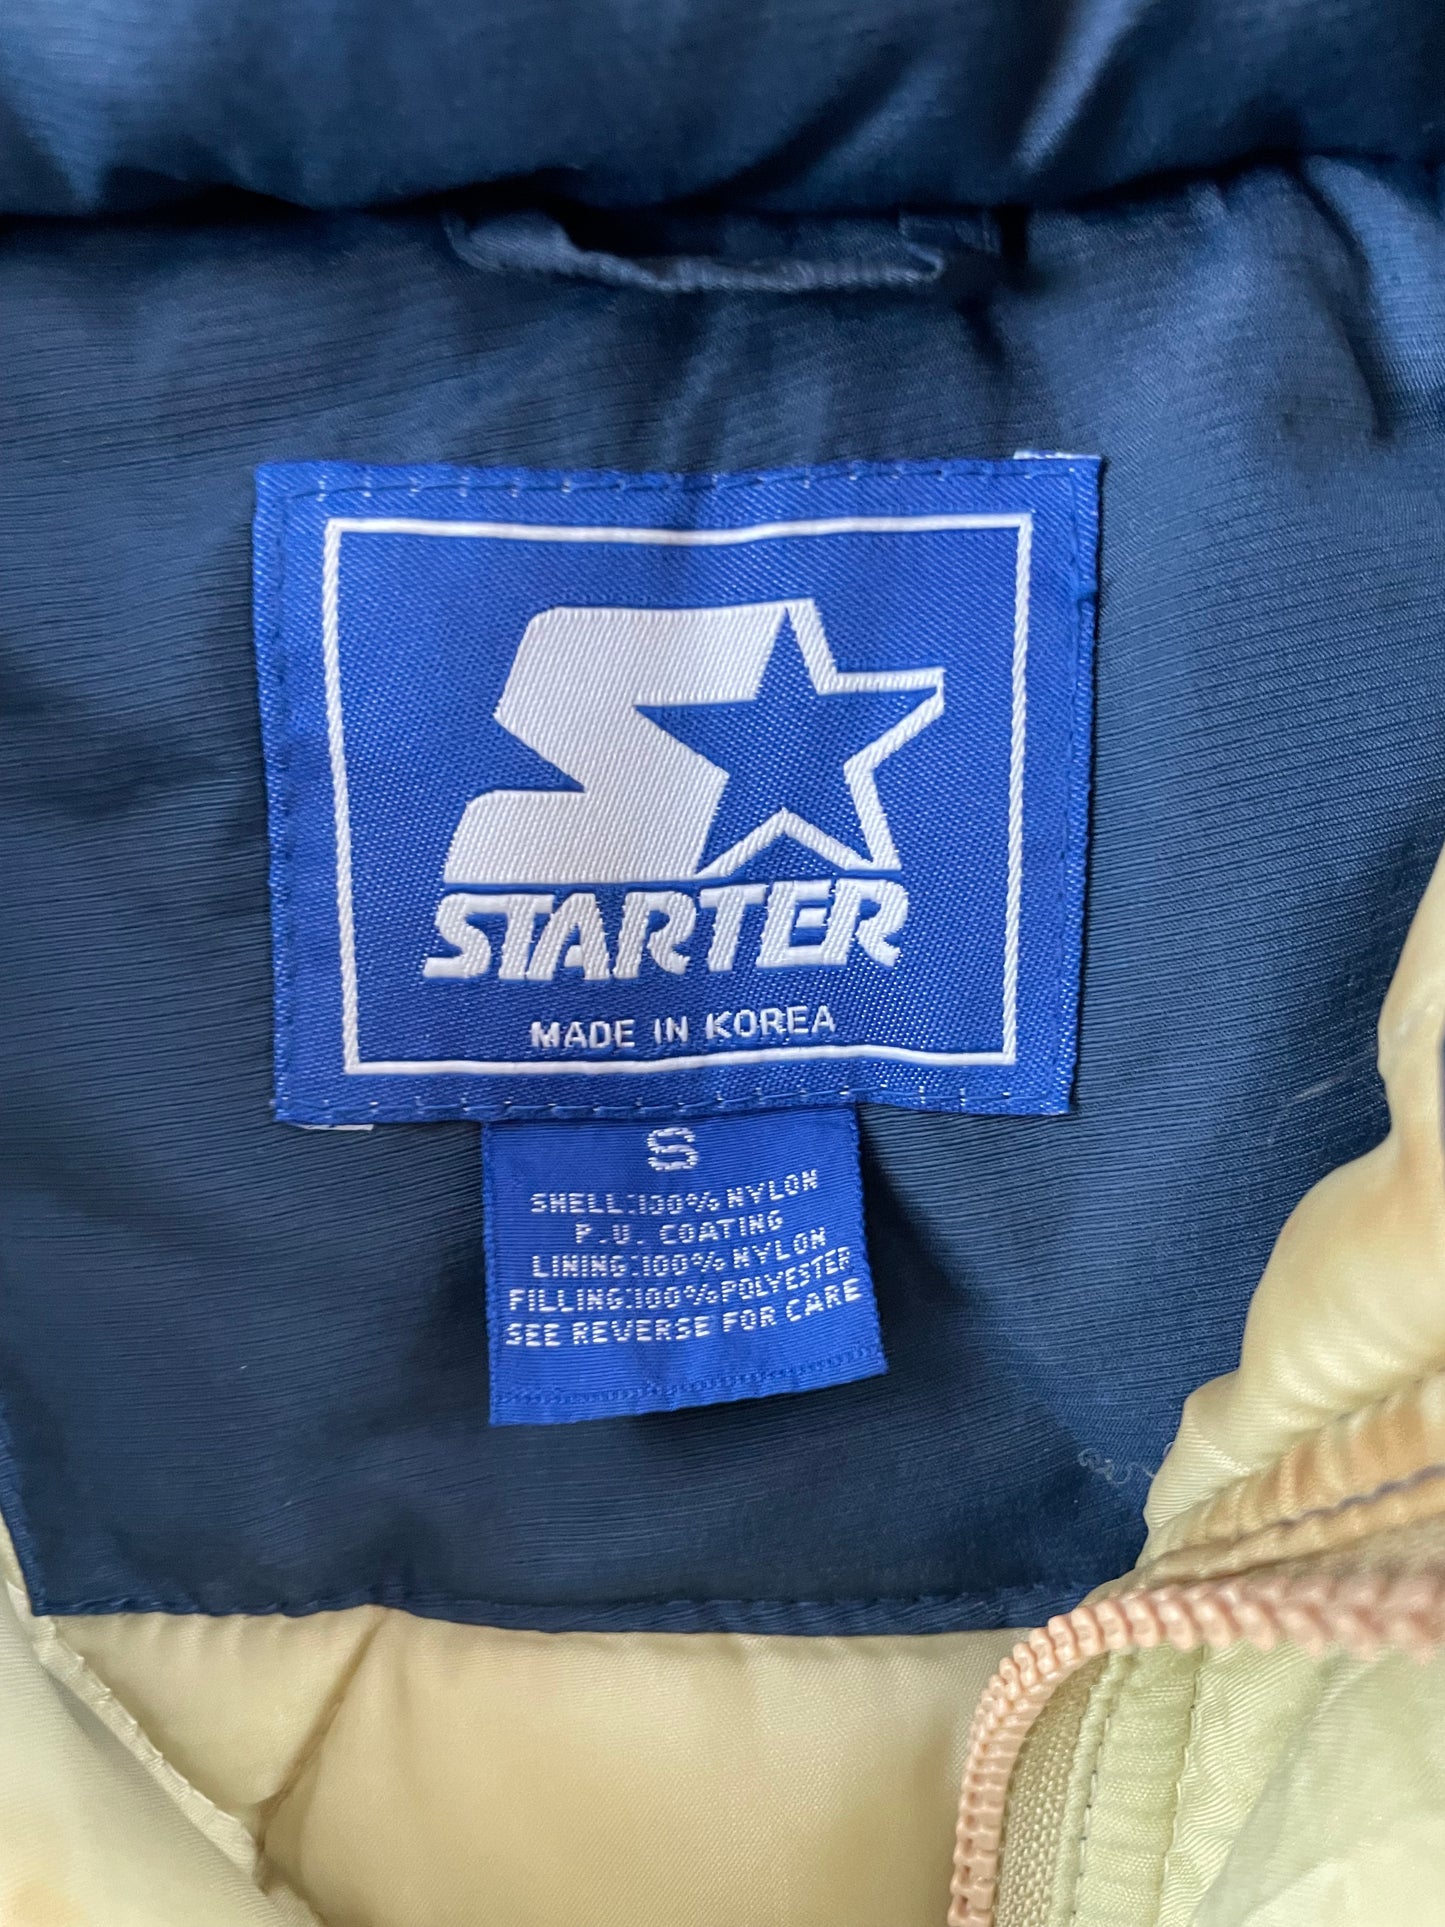 STARTER
MADE IN KOREA
S
SHELL:100% NYLON
P.U. COATING
LINING:100% NYLON
FILLING:100% POLYESTER
SEE REVERSE FOR CARE